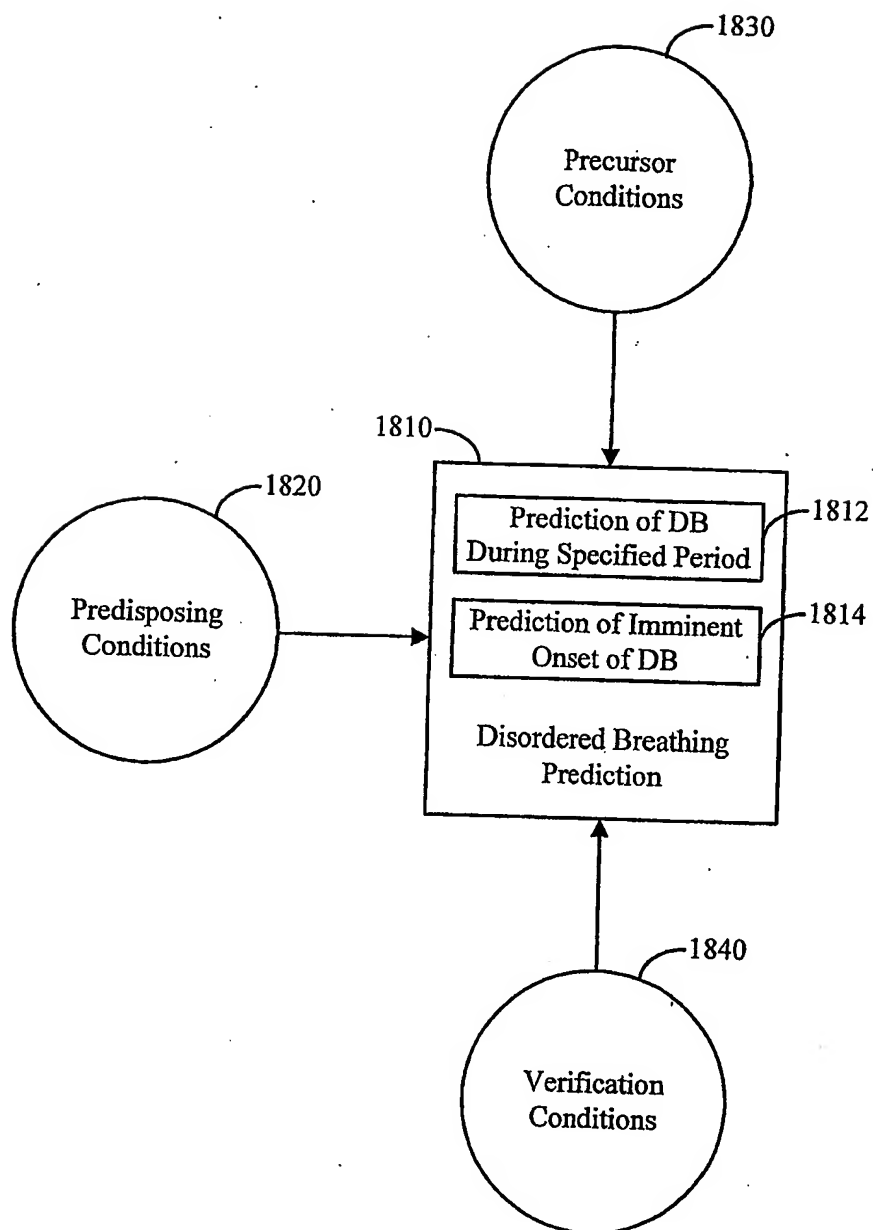 1830
Precursor
Conditions
1810
1820
Prediction of DB
During Specified Period
1812
Predisposing
Conditions
Prediction of Imminent
Onset of DB
1814
Disordered Breathing
Prediction
1840
Verification
Conditions